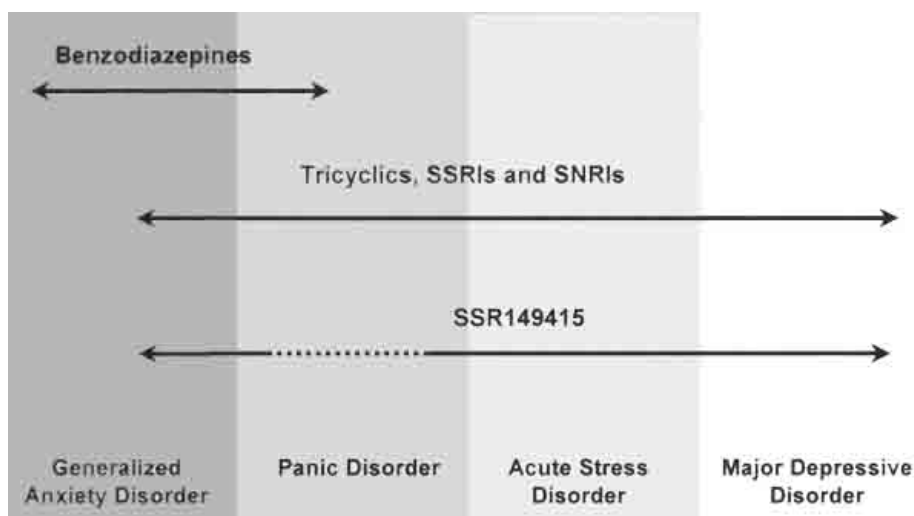 Benzodiazepines
Tricyclics, SSRIs and SNRIs
SSR149415
Generalized
Anxiety Disorder
Panic Disorder
Acute Stress
Disorder
Major Depressive
Disorder